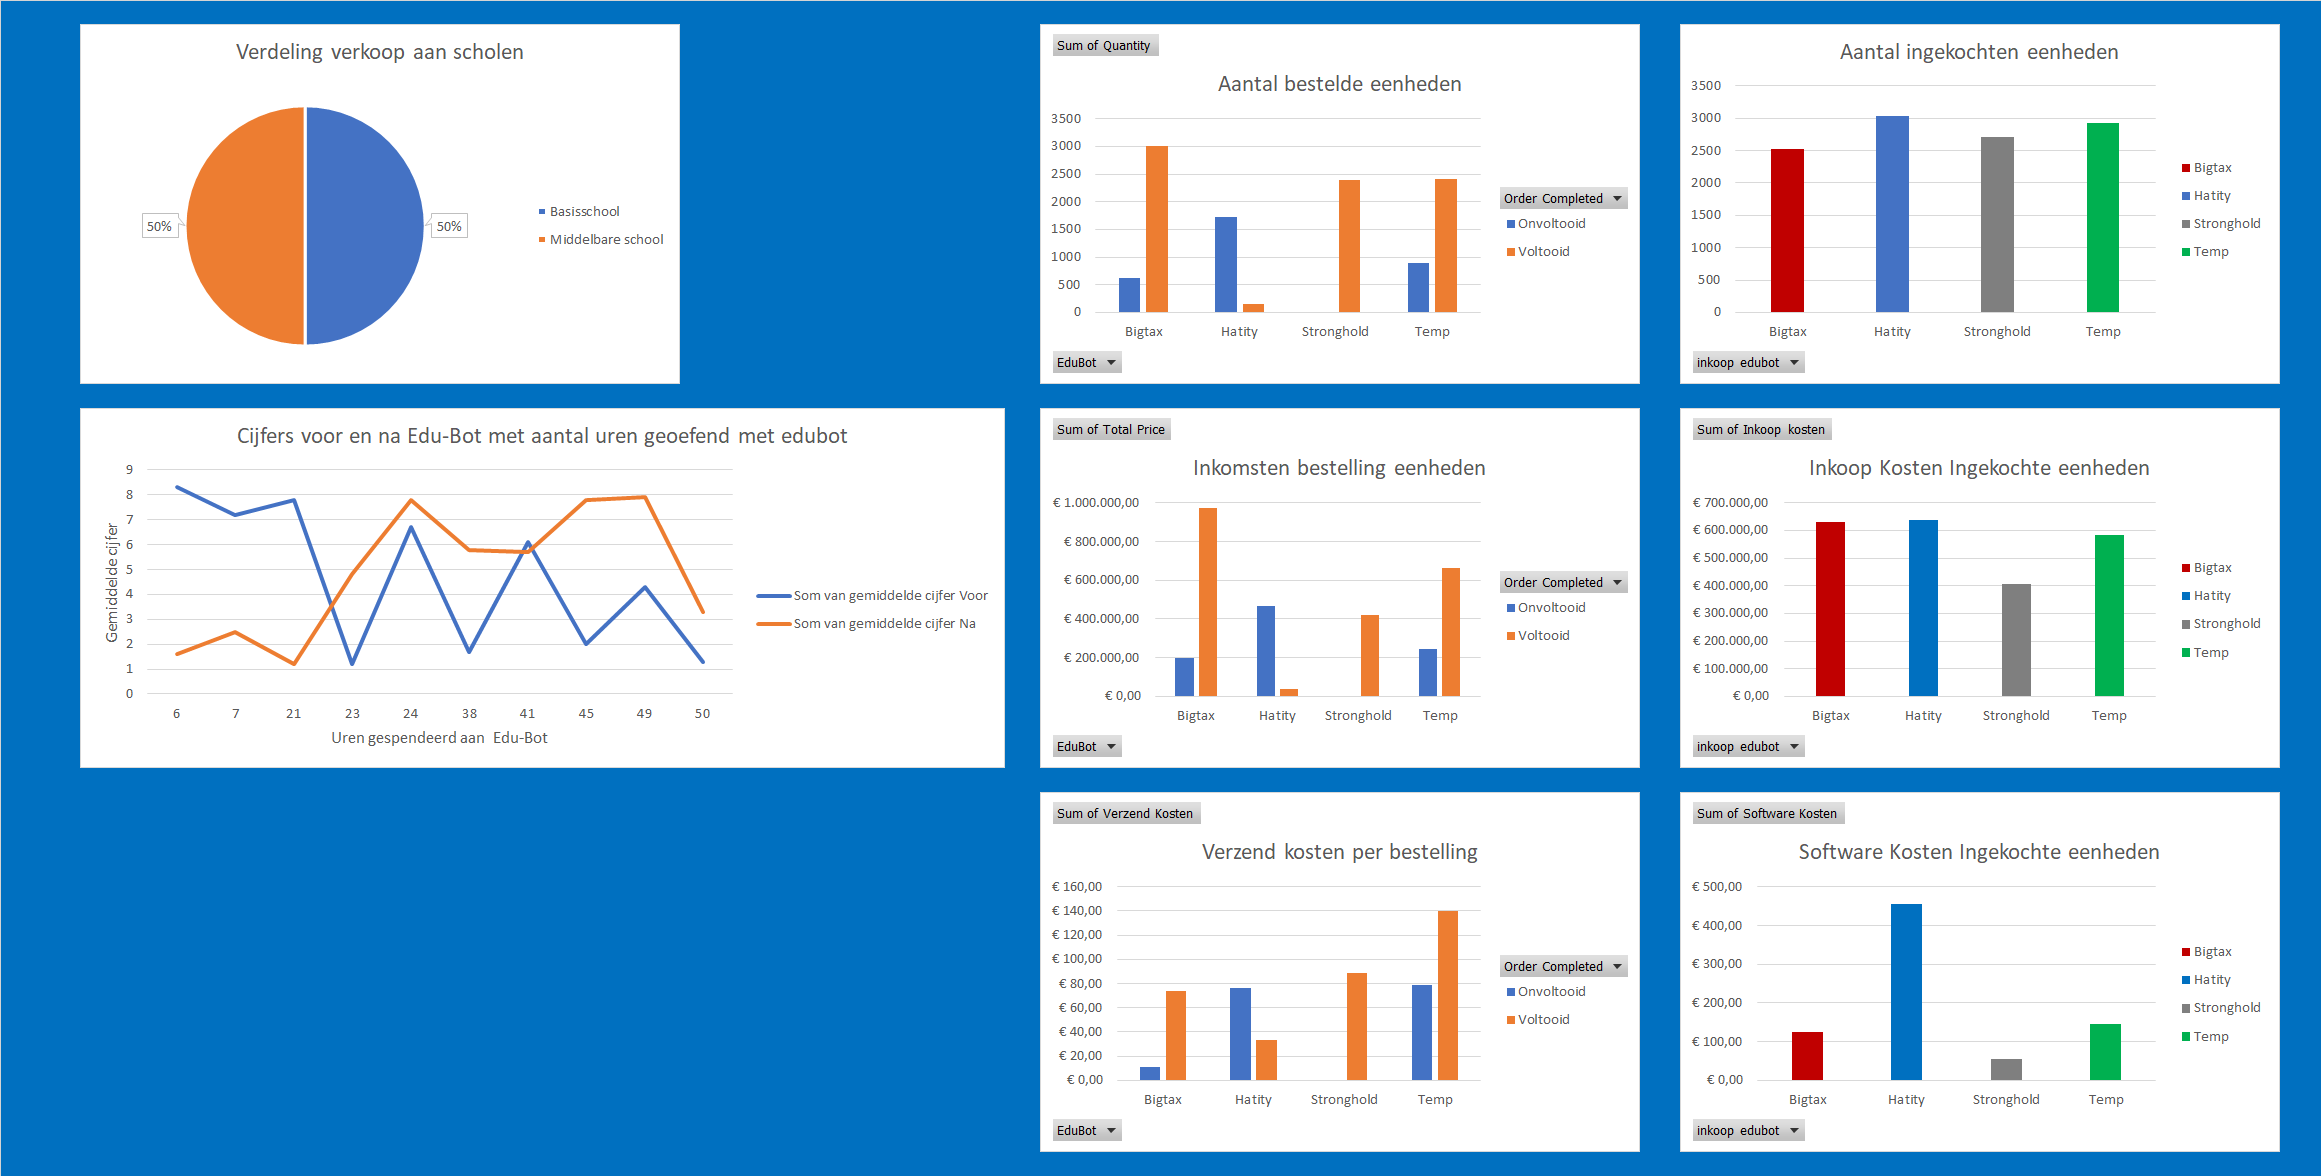 Verdeling verkoop aan scholen
50%
50%
Basisschool
Middelbare school
Sum of Quantity
Aantal bestelde eenheden
3500
3000
2500
2000
1500
1000
500
0
Bigtax
Hatity
Stronghold
Temp
Order Completed
Onvoltooid
Voltooid
EduBot
Aantal ingekochten eenheden
3500
3000
2500
2000
1500
1000
500
0
Bigtax
Hatity
Stronghold
Temp
Bigtax
Hatity
Stronghold
Temp
inkoop edubot
Cijfers voor en na Edu-Bot met aantal uren geoefend met edubot
Gemiddelde cijfer
9
8
7
6
5
4
3
2
1
0
6
7
21
23
24
38
41
45
49
50
Uren gespendeerd aan Edu-Bot
Som van gemiddelde cijfer Voor
Som van gemiddelde cijfer Na
Sum of Total Price
Inkomsten bestelling eenheden
€ 1.000.000,00
€ 800.000,00
€ 600.000,00
€ 400.000,00
€ 200.000,00
€ 0,00
Bigtax
Hatity
Stronghold
Temp
Order Completed
Onvoltooid
Voltooid
EduBot
Sum of Inkoop kosten
Inkoop Kosten Ingekochte eenheden
€ 700.000,00
€ 600.000,00
€ 500.000,00
€ 400.000,00
€ 300.000,00
€ 200.000,00
€ 100.000,00
€ 0,00
Bigtax
Hatity
Stronghold
Temp
Bigtax
Hatity
Stronghold
Temp
inkoop edubot
Sum of Verzend Kosten
Verzend kosten per bestelling
€ 160,00
€ 140,00
€ 120,00
€ 100,00
€ 80,00
€ 60,00
€ 40,00
€ 20,00
€ 0,00
Bigtax
Hatity
Stronghold
Temp
Order Completed
Onvoltooid
Voltooid
EduBot
Sum of Software Kosten
Software Kosten Ingekochte eenheden
€ 500,00
€ 400,00
€ 300,00
€ 200,00
€ 100,00
€ 0,00
Bigtax
Hatity
Stronghold
Temp
Bigtax
Hatity
Stronghold
Temp
inkoop edubot